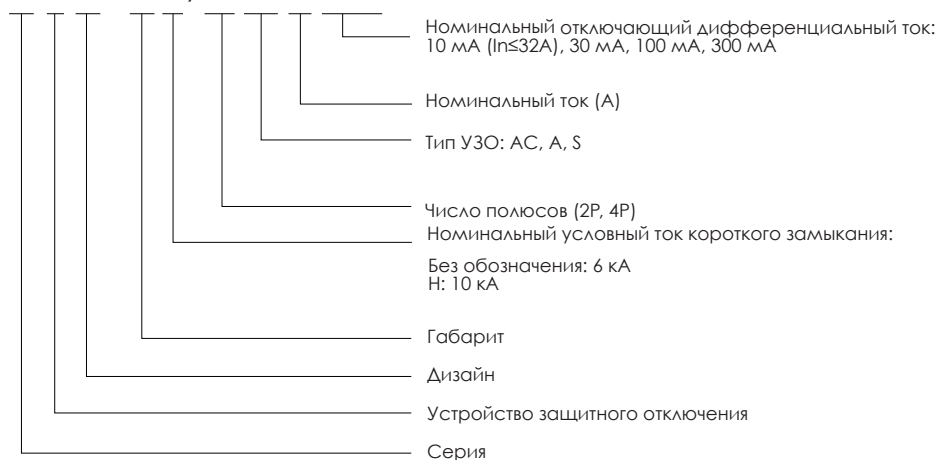 Номинальный отключающий дифференциальный ток:
10 мА (In≤32А), 30 мА, 100 мА, 300 мА
Номинальный ток (А)
Тип УЗО: АС, А, S
Число полюсов (2Р, 4Р)
Номинальный условный ток короткого замыкания:
Без обозначения: 6 кА
Н: 10 кА
Габарит
Дизайн
Устройство защитного отключения
Серия